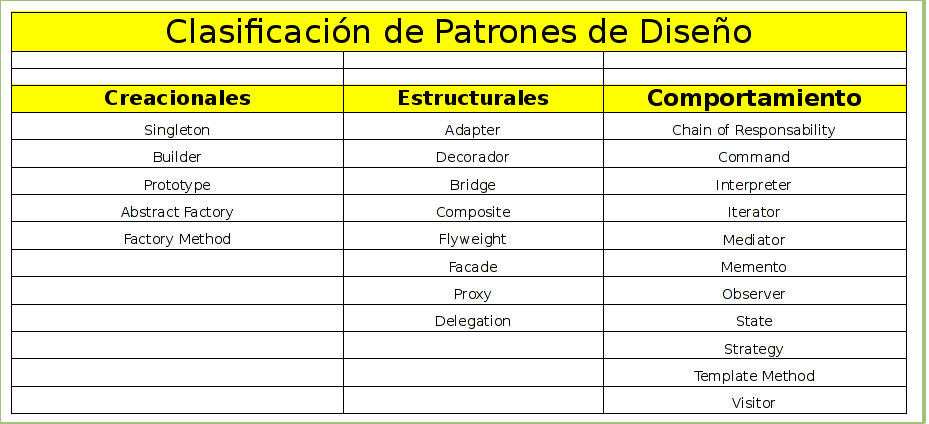 Clasificación de Patrones de Diseño
Creacionales Estructurales Comportamiento
Singleton Adapter Chain of Responsability
Builder Decorador Command
Prototype Bridge Interpreter
Abstract Factory Composite Iterator
Factory Method Flyweight Mediator
Facade Memento
Proxy Observer
Delegation State
Strategy
Template Method
Visitor